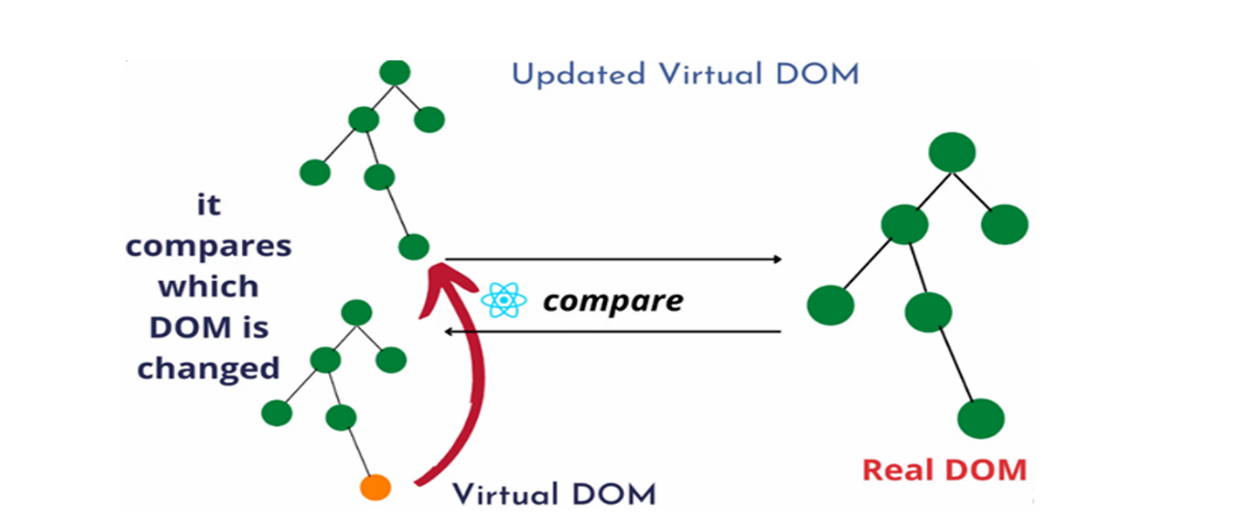 Updated Virtual DOM
it
compares
which
DOM is
changed
compare
Virtual DOM
Real DOM